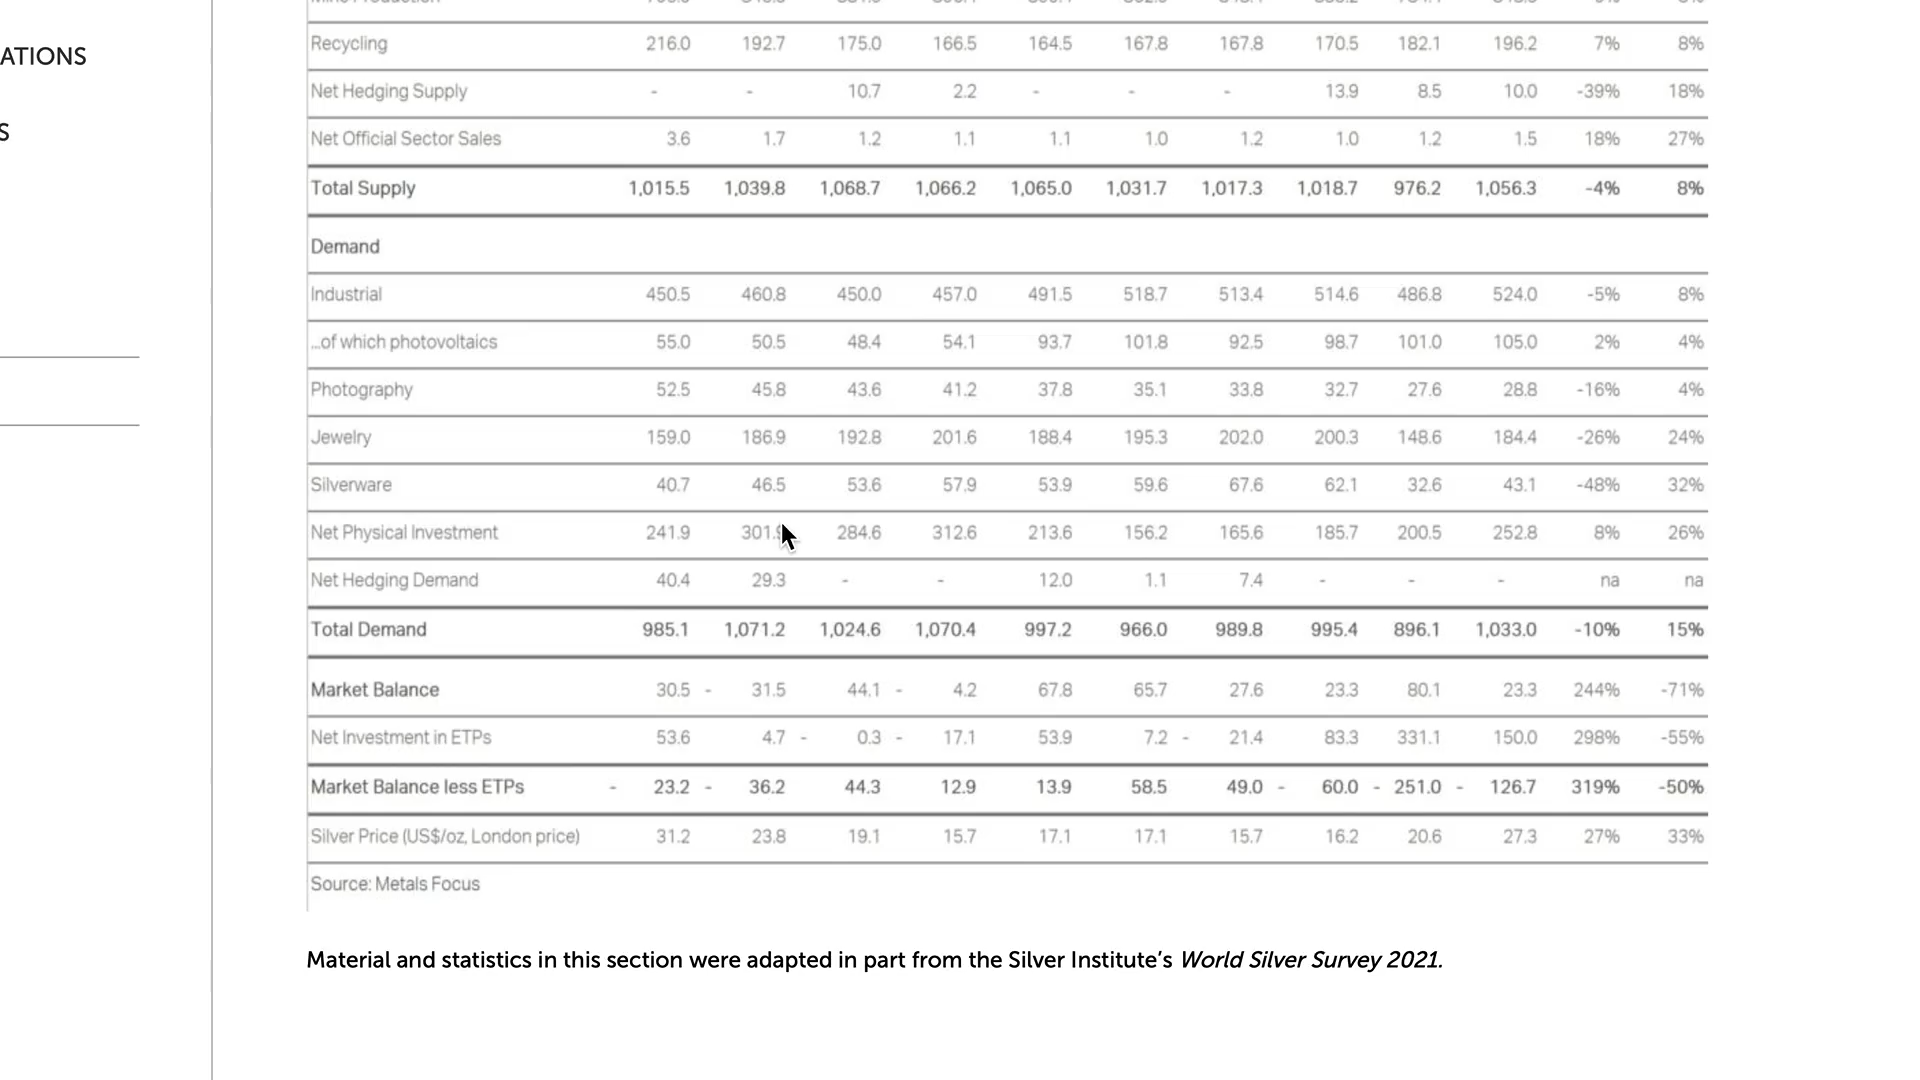 ATIONS
S
Recycling 216.0 192.7 175.0 166.5 164.5 167.8 167.8 170.5 182.1 196.2 7% 8%
Net Hedging Supply - - 10.7 2.2 - - - 13.9 8.5 10.0 -39% 18%
Net Official Sector Sales 3.6 1.7 1.2 1.1 1.1 1.0 1.2 1.0 1.2 1.5 18% 27%
Total Supply 1,015.5 1,039.8 1,068.7 1,066.2 1,065.0 1,031.7 1,017.3 1,018.7 976.2 1,056.3 -4% 8%
Demand
Industrial 450.5 460.8 450.0 457.0 491.5 518.7 513.4 514.6 486.8 524.0 -5% 8%
...of which photovoltaics 55.0 50.5 48.4 54.1 93.7 101.8 92.5 98.7 101.0 105.0 2% 4%
Photography 52.5 45.8 43.6 41.2 37.8 35.1 33.8 32.7 27.6 28.8 -16% 4%
Jewelry 159.0 186.9 192.8 201.6 188.4 195.3 202.0 200.3 148.6 184.4 -26% 24%
Silverware 40.7 46.5 53.6 57.9 53.9 59.6 67.6 62.1 32.6 43.1 -48% 32%
Net Physical Investment 241.9 284.6 312.6 213.6 156.2 165.6 185.7 200.5 252.8 8% 26%
Net Hedging Demand 40.4 29.3 - - 12.0 1.1 7.4 - - - na na
Total Demand 985.1 1,071.2 1,024.6 1,070.4 997.2 966.0 989.8 995.4 896.1 1,033.0 -10% 15%
Market Balance 30.5 - 31.5 44.1 - 4.2 67.8 65.7 27.6 23.3 80.1 23.3 244% -71%
Net Investment in ETPs 53.6 4.7 - 0.3 - 17.1 53.9 7.2 - 21.4 83.3 331.1 150.0 298% -55%
Market Balance less ETPs - 23.2 - 36.2 44.3 12.9 13.9 58.5 49.0 - 60.0 - 251.0 - 126.7 319% -50%
Silver Price (US$/oz, London price) 31.2 23.8 19.1 15.7 17.1 17.1 15.7 16.2 20.6 27.3 27% 33%
Source: Metals Focus
Material and statistics in this section were adapted in part from the Silver Institute's World Silver Survey 2021.